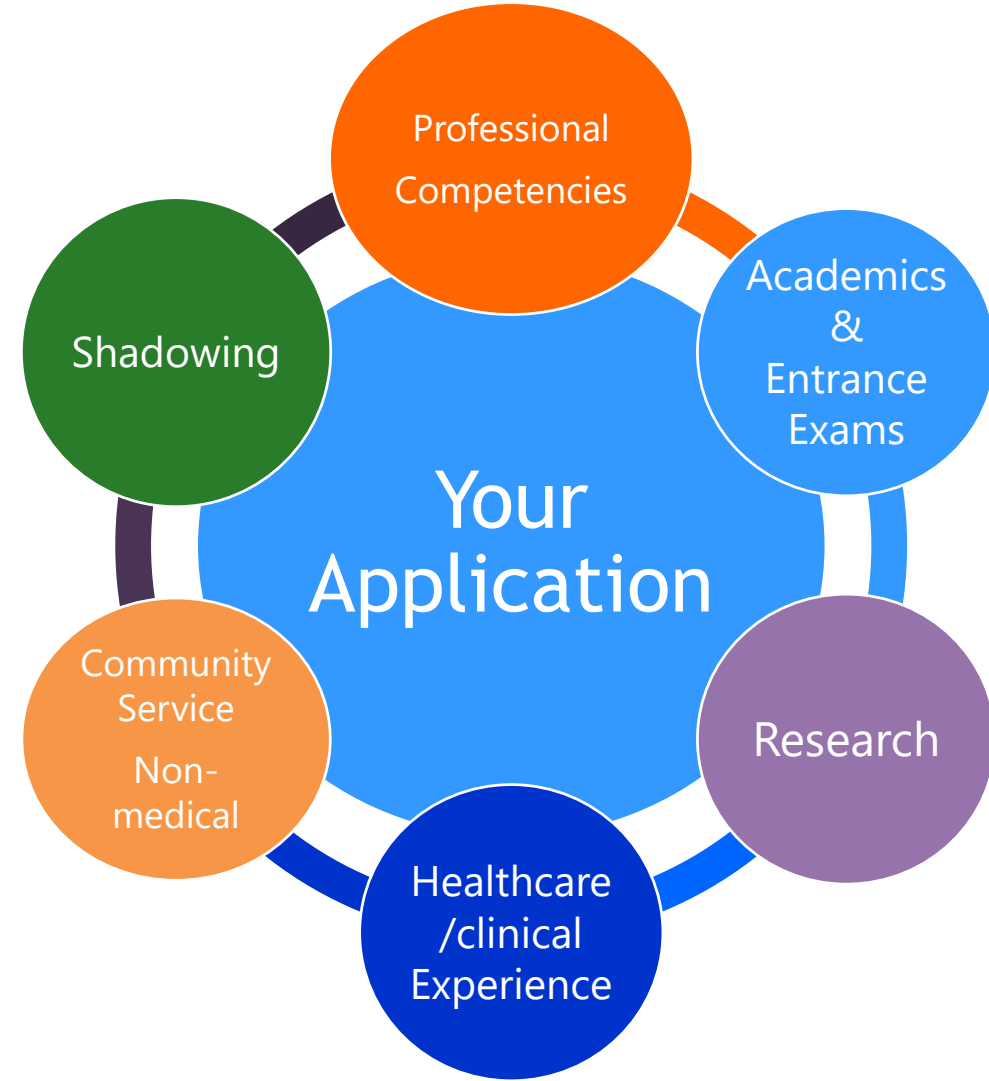 Professional
Competencies
Academics
&
Entrance
Exams
Shadowing
Your
Application
Community
Service
Non-
medical
Research
Healthcare
/clinical
Experience